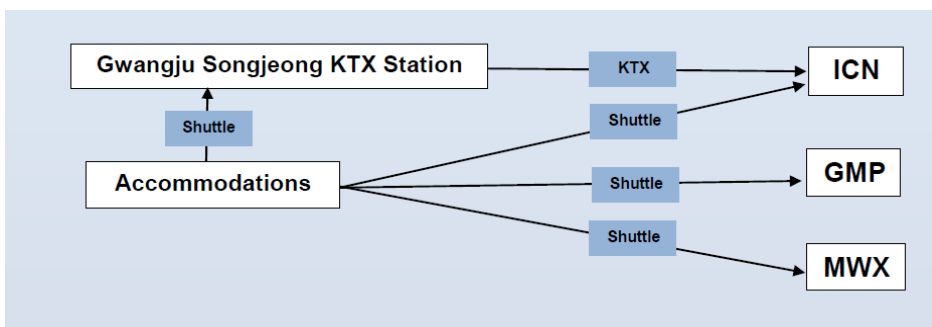 Gwangju Songjeong KTX Station
KTX
ICN
Shuttle
Shuttle
Accommodations
Shuttle
GMP
Shuttle
MWX